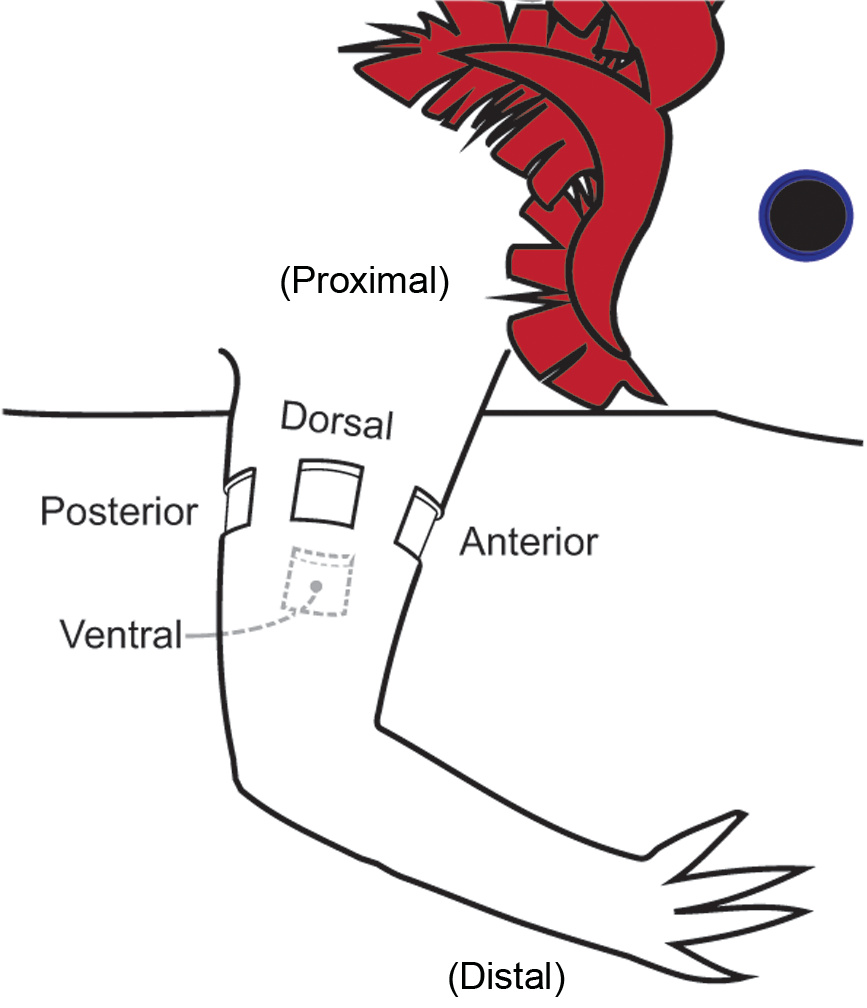 (Proximal)
Dorsal
Posterior
Anterior
Ventral
(Distal)